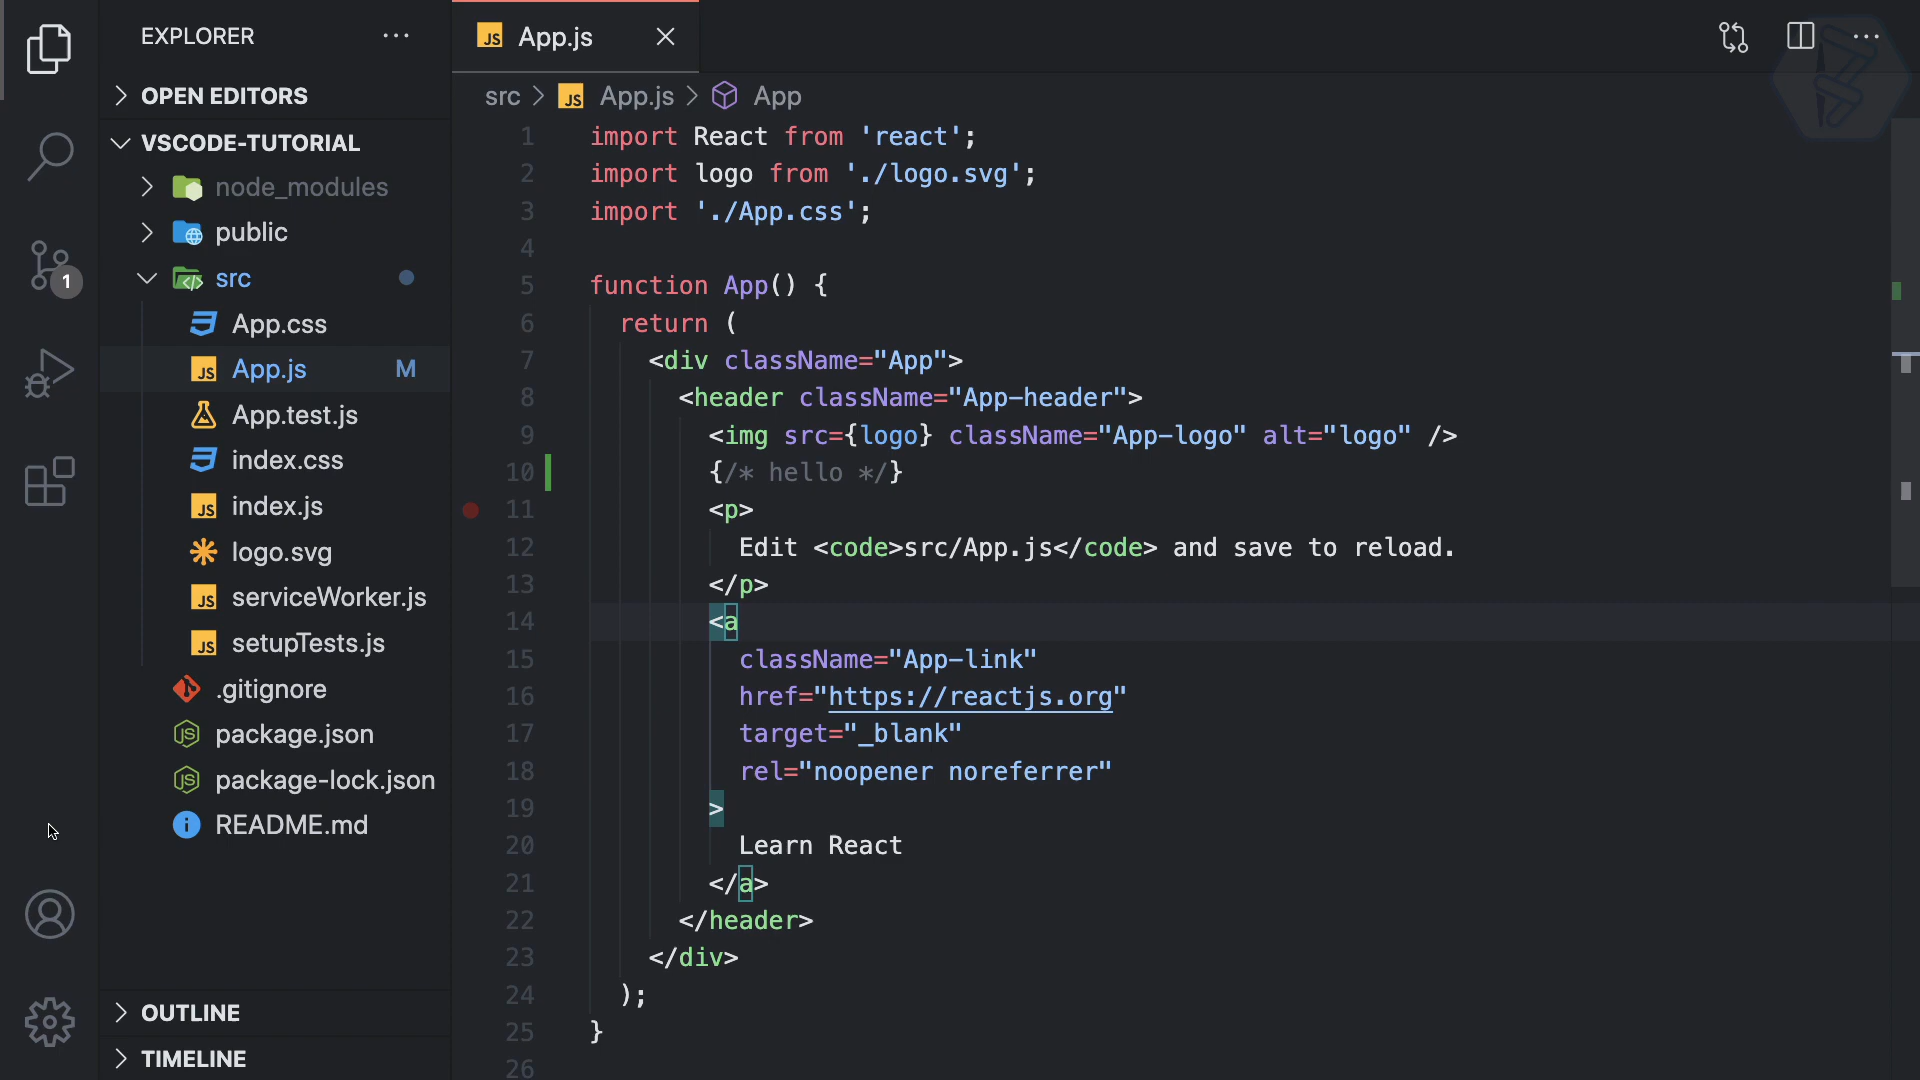 EXPLORER
OPEN EDITORS
VSCODE-TUTORIAL
node_modules
public
src
App.css
App.js M
App.test.js
index.css
index.js
logo.svg
serviceWorker.js
setupTests.js
.gitignore
package.json
package-lock.json
README.md
OUTLINE
TIMELINE
1
App.js
src > App.js > App
1 import React from 'react';
2 import logo from './logo.svg';
3 import './App.css';
4
5 function App() {
6 return (
7 <div className="App">
8 <header className="App-header">
9 <img src={logo} className="App-logo" alt="logo" />
10 {/* hello */}
11 <p>
12 Edit <code>src/App.js</code> and save to reload.
13 </p>
14 <a
15 className="App-link"
16 href="https://reactjs.org"
17 target="_blank"
18 rel="noopener noreferrer"
19 >
20 Learn React
21 </a>
22 </header>
23 </div>
24 );
25 }
26